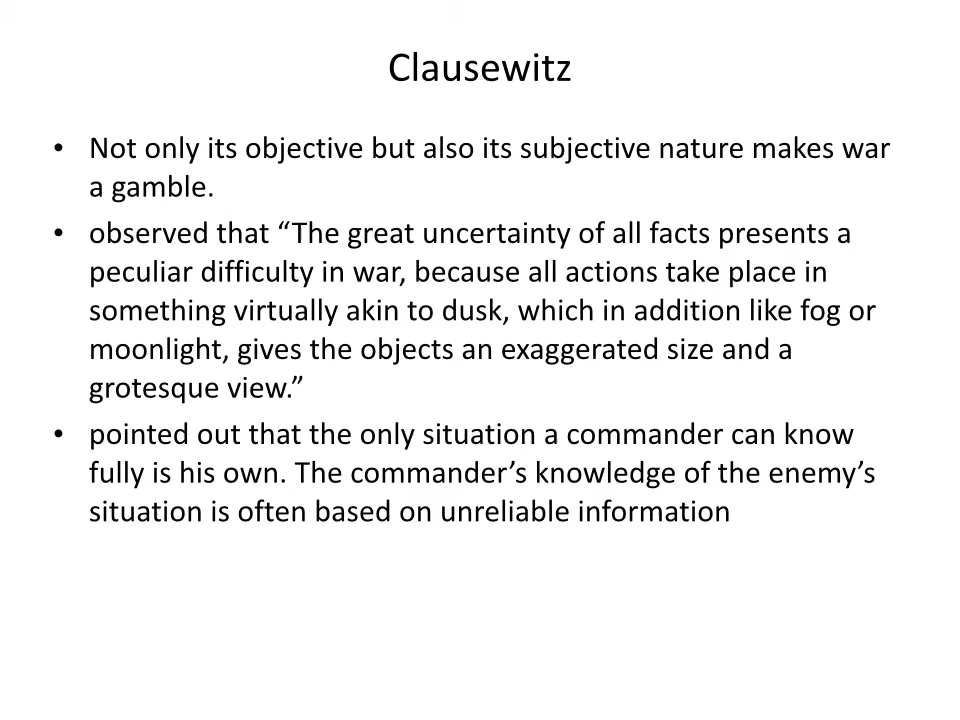 Clausewitz
• Not only its objective but also its subjective nature makes war
a gamble.
• observed that “The great uncertainty of all facts presents a
peculiar difficulty in war, because all actions take place in
something virtually akin to dusk, which in addition like fog or
moonlight, gives the objects an exaggerated size and a
grotesque view.”
• pointed out that the only situation a commander can know
fully is his own. The commander’s knowledge of the enemy’s
situation is often based on unreliable information